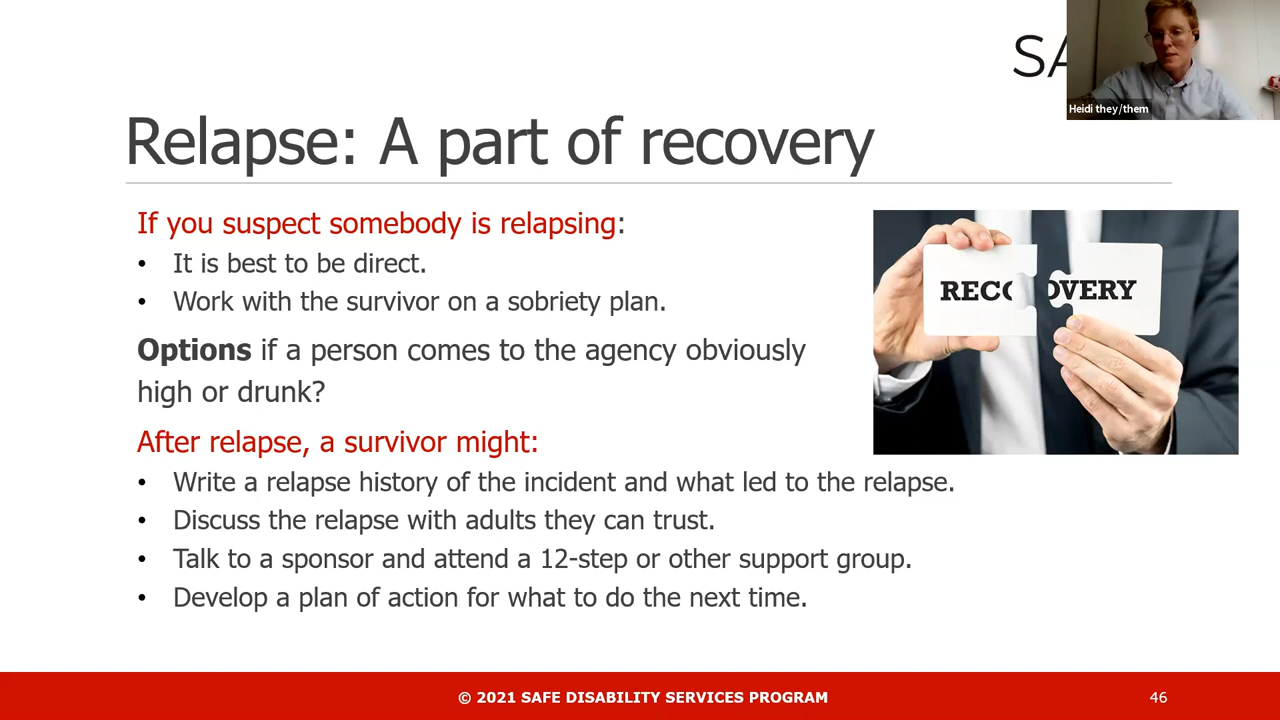 SA
Heidi they/them
Relapse: A part of recovery
If you suspect somebody is relapsing:
• It is best to be direct.
• Work with the survivor on a sobriety plan.
Options if a person comes to the agency obviously
high or drunk?
After relapse, a survivor might:
• Write a relapse history of the incident and what led to the relapse.
• Discuss the relapse with adults they can trust.
• Talk to a sponsor and attend a 12-step or other support group.
• Develop a plan of action for what to do the next time.
RECOVERY
© 2021 SAFE DISABILITY SERVICES PROGRAM
46